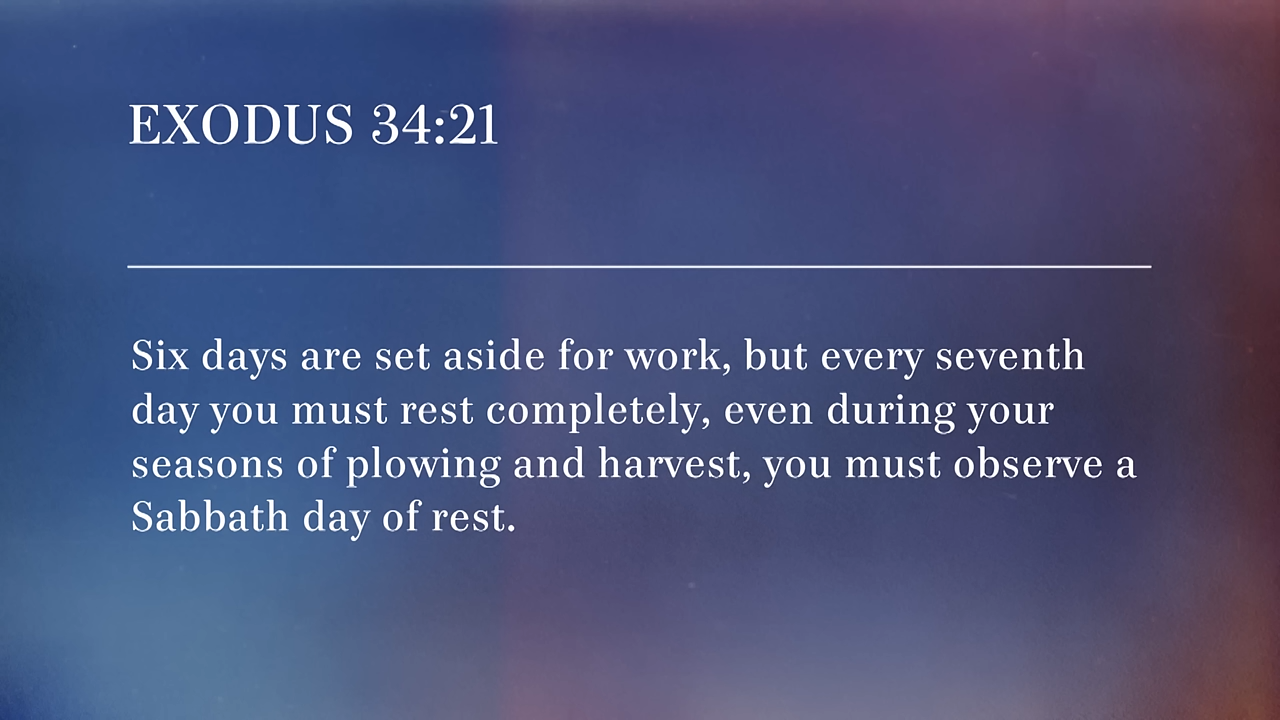 EXODUS 34:21
Six days are set aside for work, but every seventh
day you must rest completely, even during your
seasons of plowing and harvest, you must observe a
Sabbath day of rest.